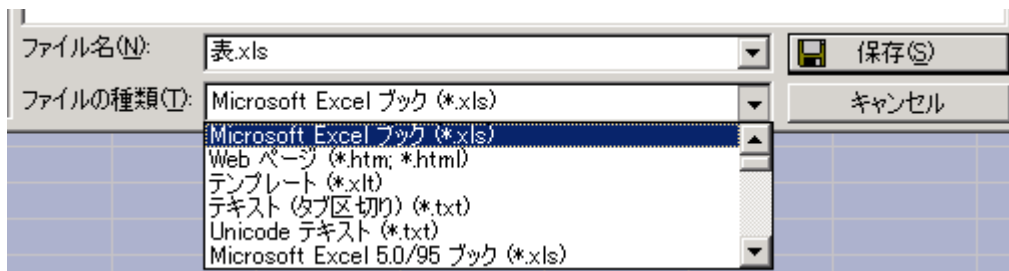 ファイル名(N): 表.xls 保存(S)
ファイルの種類(T): Microsoft Excel ブック (*.xls) キャンセル
Microsoft Excel ブック (*.xls)
Web ページ (*.htm; *.html)
テンプレート (*.xlt)
テキスト (タブ区切り) (*.txt)
Unicode テキスト (*.txt)
Microsoft Excel 5.0/95 ブック (*.xls)